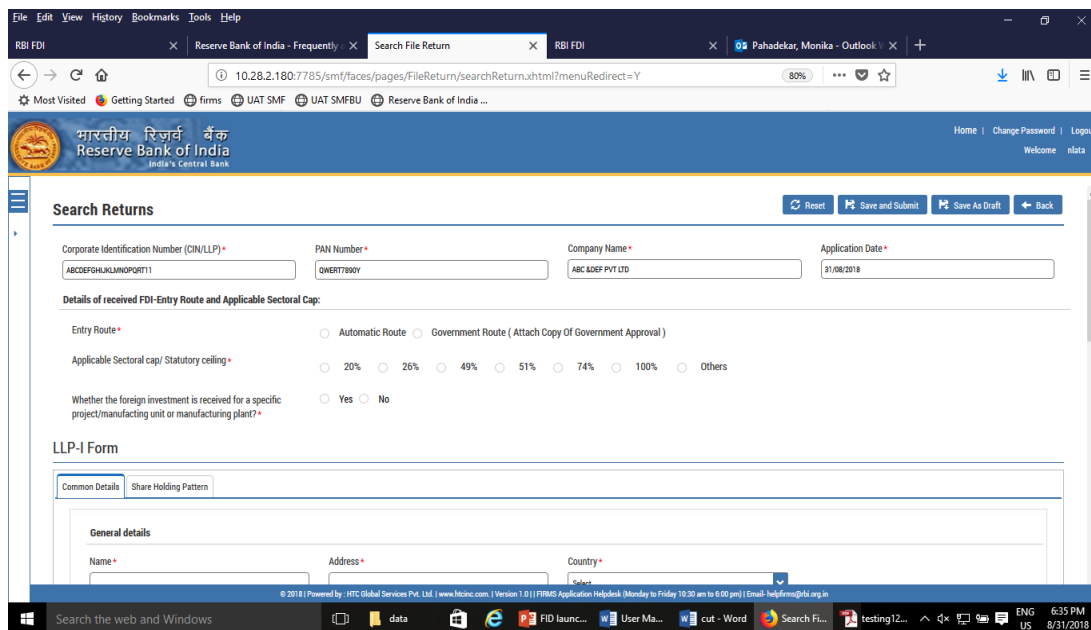 File Edit View History Bookmarks Tools Help
RBI FDI Reserve Bank of India - Frequently Search File Return RBI FDI Pahadekar, Monika - Outlook
10.28.2.180:7785/smf/faces/pages/FileReturn/searchReturn.xhtml?menuRedirect=Y 80%
Most Visited Getting Started firms UAT SMF UAT SMFBU Reserve Bank of India ...
भारतीय रिज़र्व बैंक
Reserve Bank of India
India's Central Bank
Home | Change Password | Logou
Welcome nlata
Search Returns
Reset Save and Submit Save As Draft Back
Corporate Identification Number (CIN/LLP)* PAN Number* Company Name* Application Date*
ABCDEFGHIJKLMNOPQRT11 QWERT7890Y ABC &DEF PVT LTD 31/08/2018
Details of received FDI-Entry Route and Applicable Sectoral Cap:
Entry Route* Automatic Route Government Route ( Attach Copy Of Government Approval )
Applicable Sectoral cap/ Statutory ceiling* 20% 26% 49% 51% 74% 100% Others
Whether the foreign investment is received for a specific Yes No
project/manufacting unit or manufacturing plant?*
LLP-I Form
Common Details Share Holding Pattern
General details
Name* Address* Country*
Select
© 2018 | Powered by : HTC Global Services Pvt. Ltd. | www.htcinc.com. | Version 1.0 | | FIRMS Application Helpdesk (Monday to Friday 10:30 am to 6:00 pm) | Email- helpfirms@rbi.org.in
Search the web and Windows data FID launc... User Ma... cut - Word Search Fi... testing12... ENG 6:35 PM
US 8/31/2018